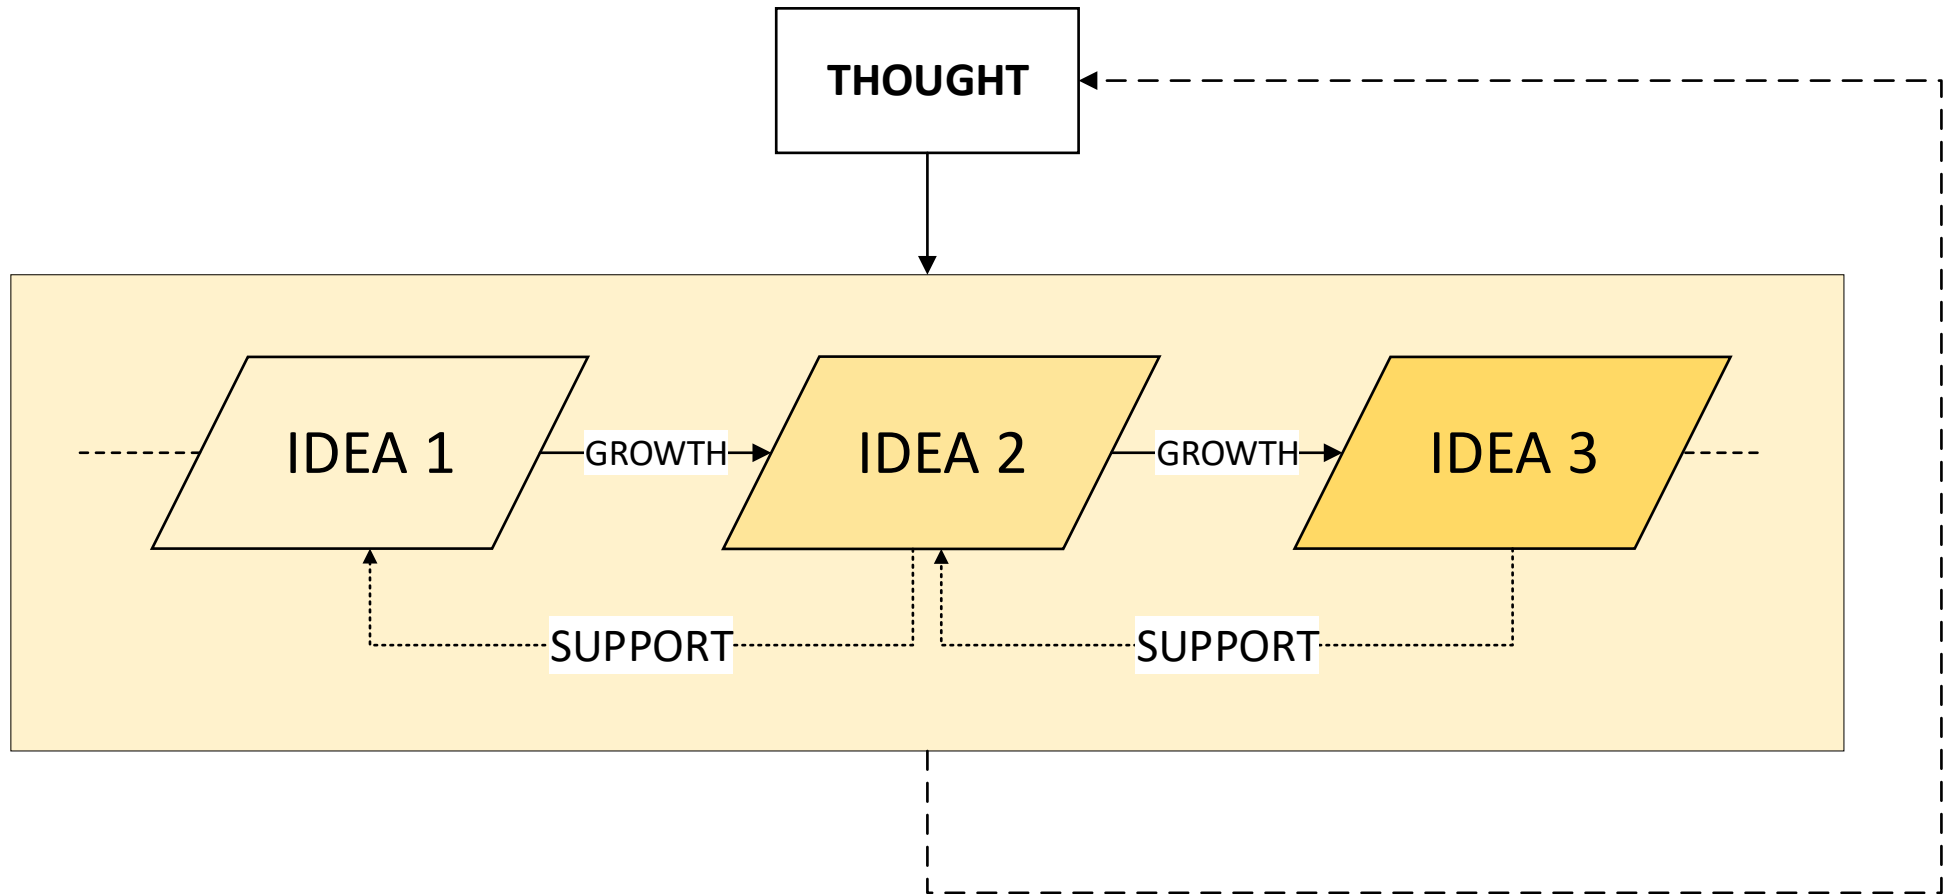 THOUGHT
IDEA 1
GROWTH
IDEA 2
GROWTH
IDEA 3
SUPPORT
SUPPORT